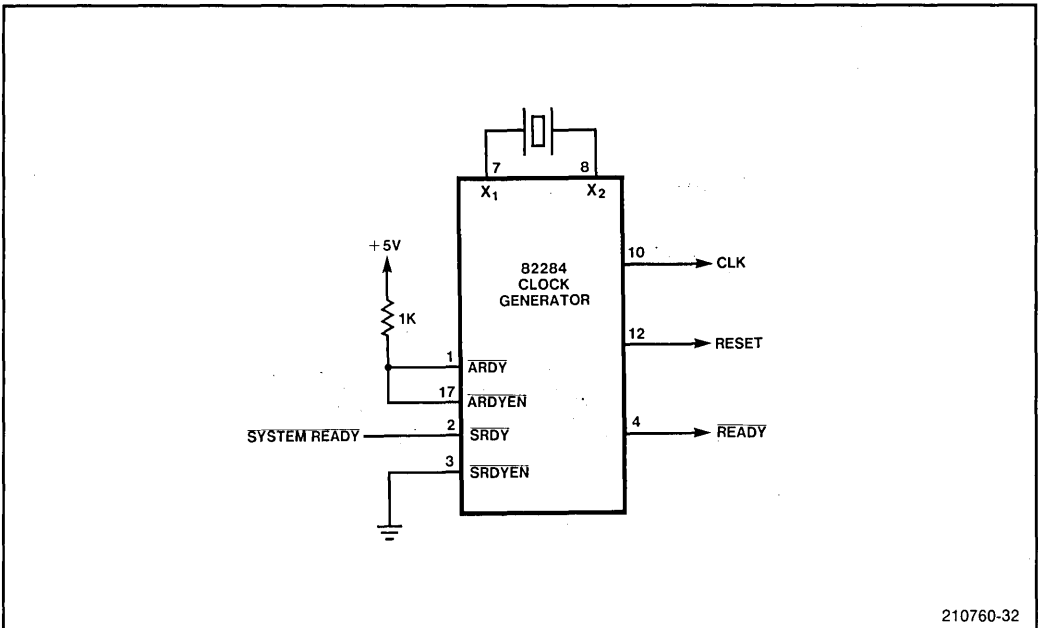 7 8
X1 X2
+5V
82284
CLOCK
GENERATOR
10 CLK
1K
12 RESET
1 ARDY
17 ARDYEN
SYSTEM READY 2 SRDY
4 READY
3 SRDYEN
210760-32